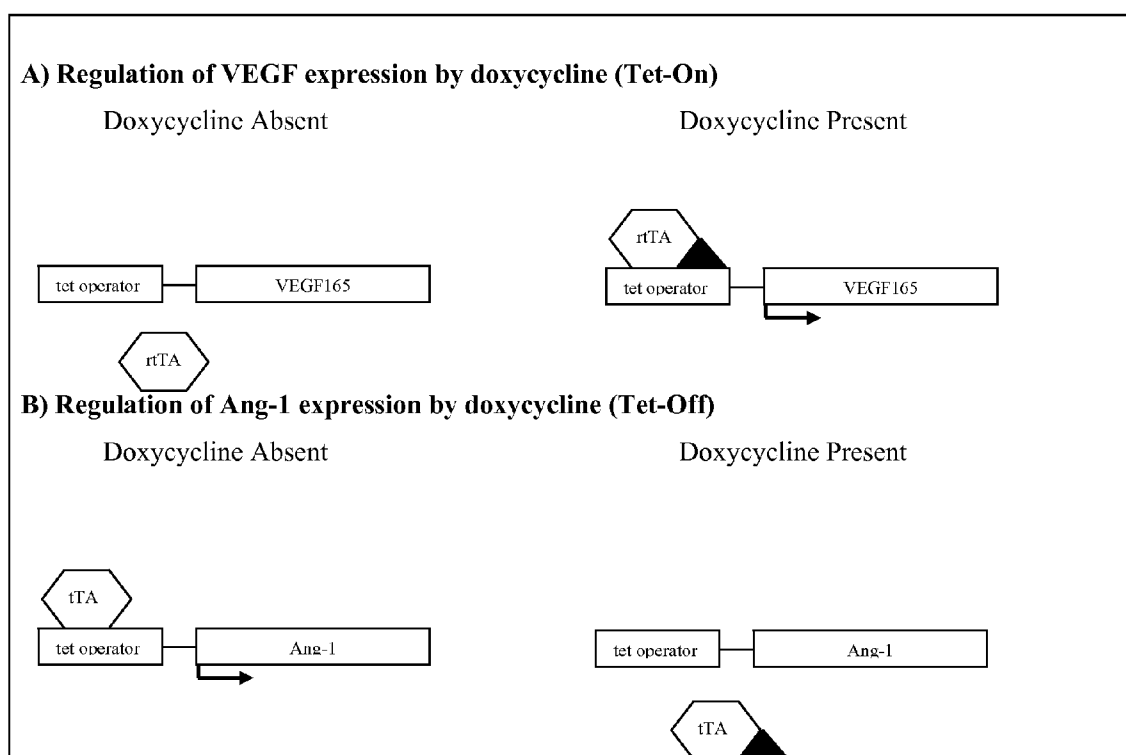 A) Regulation of VEGF expression by doxycycline (Tet-On)
Doxycycline Absent Doxycycline Present
rtTA
tet operator VEGF165 tet operator VEGF165
rtTA
B) Regulation of Ang-1 expression by doxycycline (Tet-Off)
Doxycycline Absent Doxycycline Present
tTA
tet operator Ang-1 tet operator Ang-1
tTA